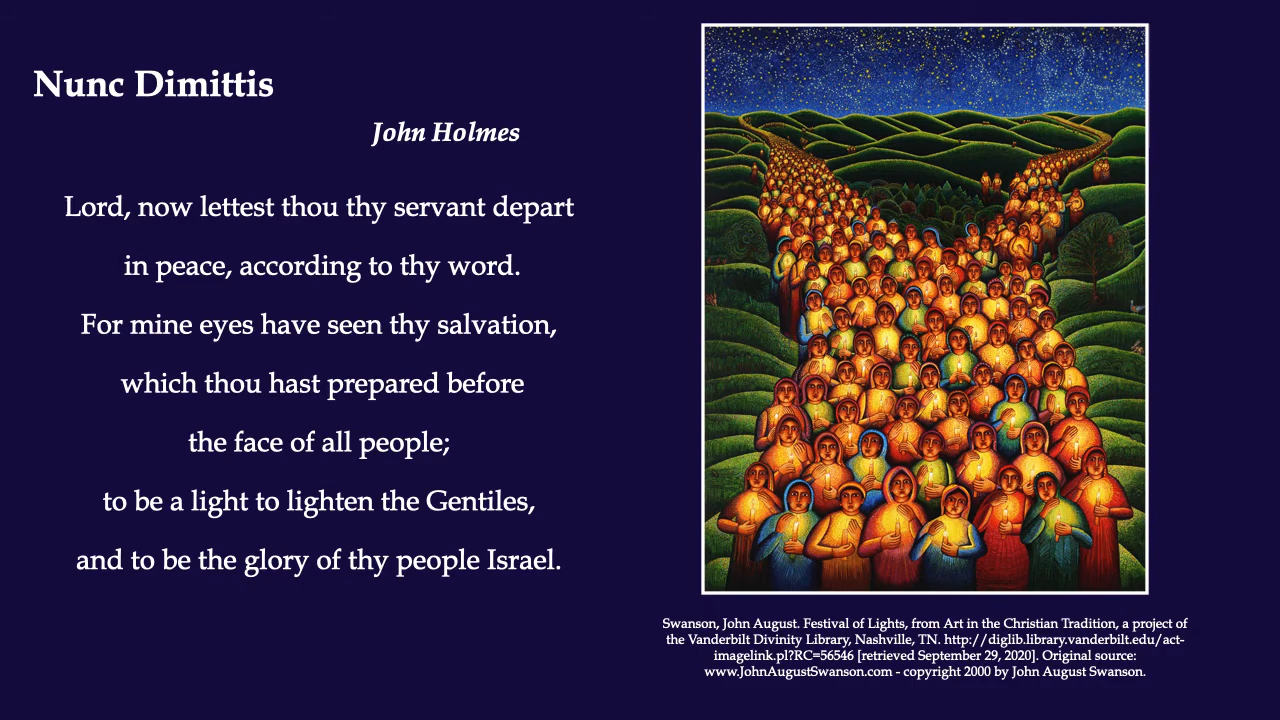 Nunc Dimittis
John Holmes
Lord, now lettest thou thy servant depart
in peace, according to thy word.
For mine eyes have seen thy salvation,
which thou hast prepared before
the face of all people;
to be a light to lighten the Gentiles,
and to be the glory of thy people Israel.
Swanson, John August. Festival of Lights, from Art in the Christian Tradition, a project of
the Vanderbilt Divinity Library, Nashville, TN. http://diglib.library.vanderbilt.edu/act-
imagelink.pl?RC=56546 [retrieved September 29, 2020]. Original source:
www.JohnAugustSwanson.com - copyright 2000 by John August Swanson.